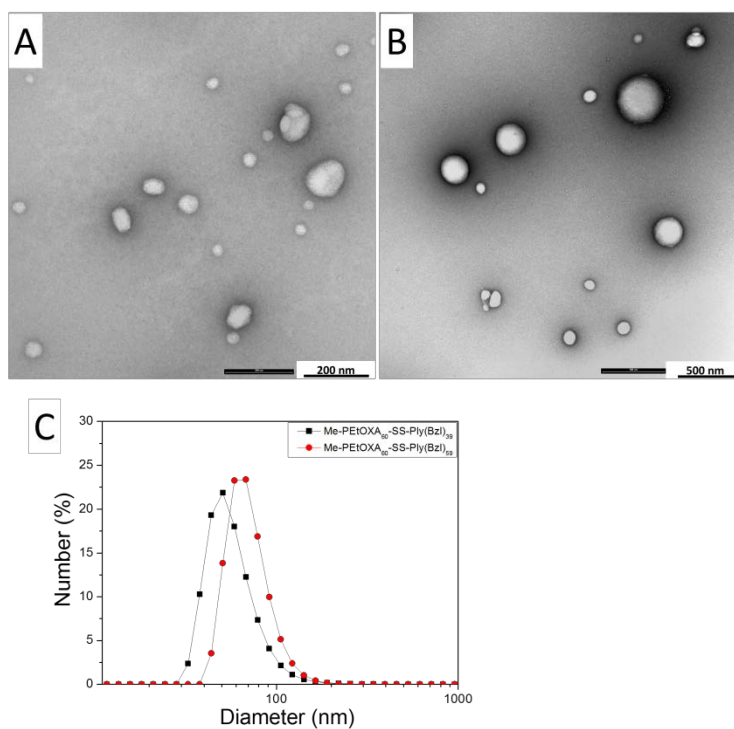 A
B
200 nm
500 nm
C
Me-PEtOXA₆₀-SS-Ply(Bzl)₃₉
Me-PEtOXA₆₀-SS-Ply(Bzl)₅₉
30
25
20
15
10
5
0
Number (%)
100
1000
Diameter (nm)